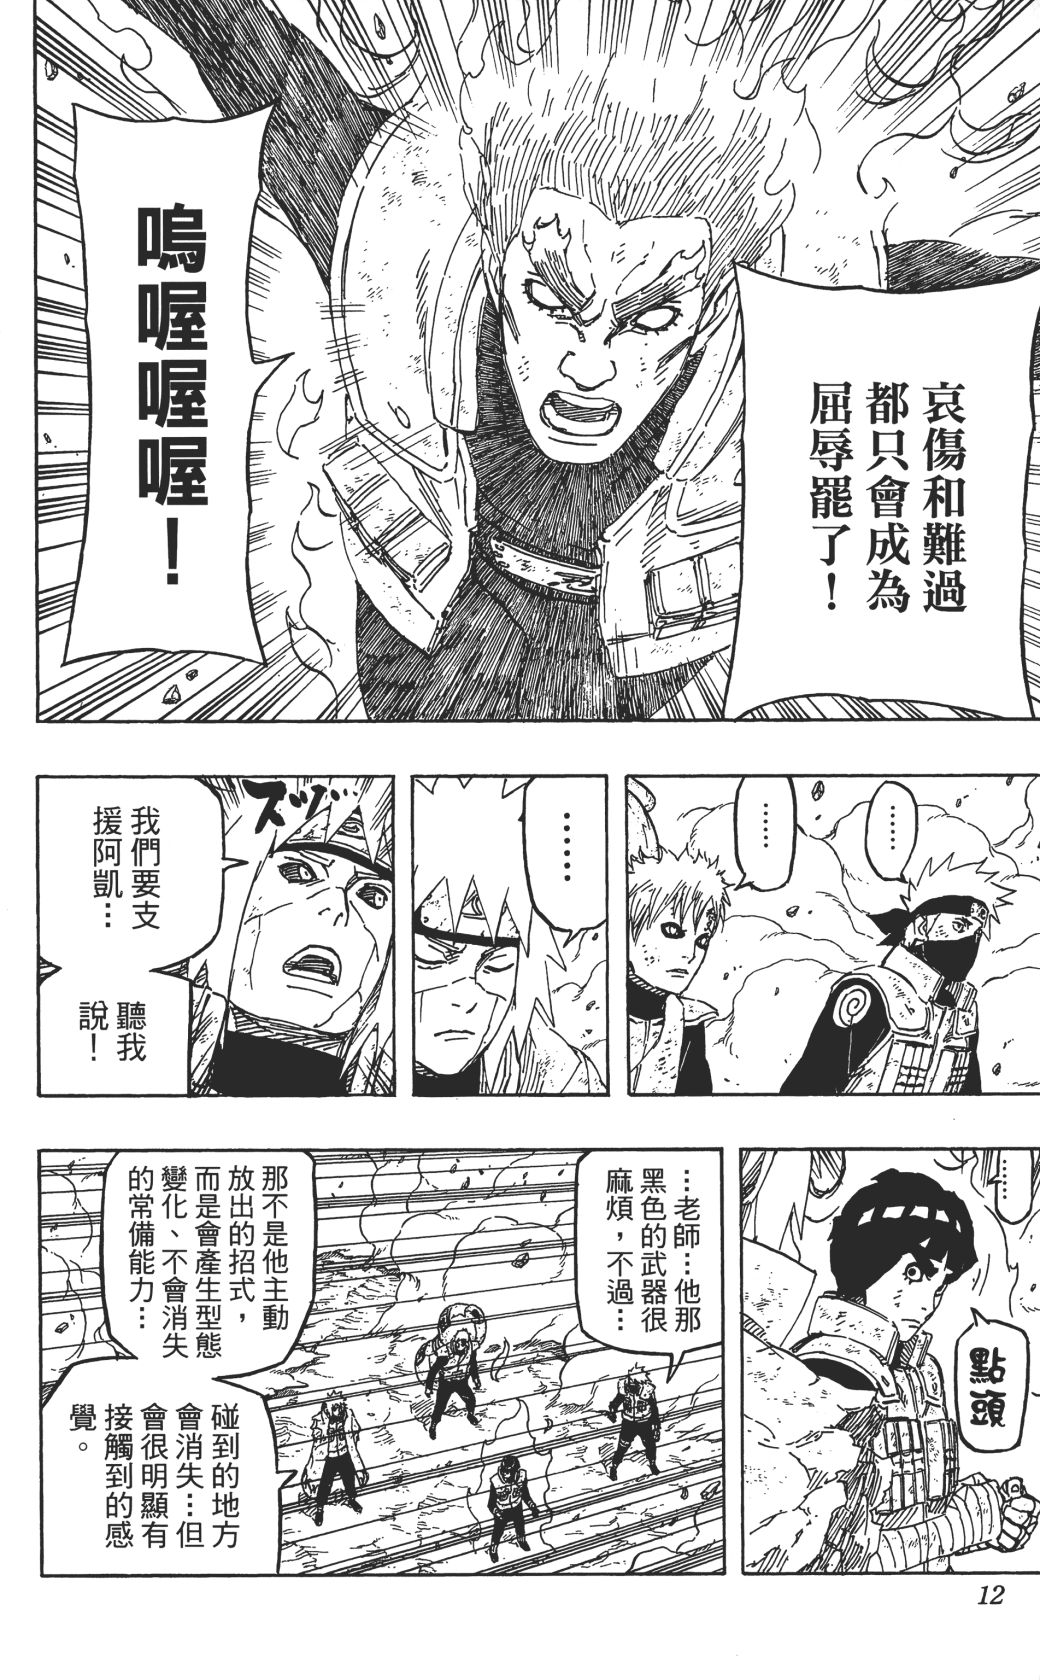 哀傷和難過
都只會成為
屈辱罷了！
嗚喔喔喔！
……
……
……
ズッ
我們要支
援阿凱…
聽我
說！
……
點頭
…老師…他那
黑色的武器很
麻煩，不過…
那不是他主動
放出的招式，
而是會產生型態
變化、不會消失
的常備能力…
碰到的地方
會消失…但
會很明顯有
接觸到的感
覺。
12